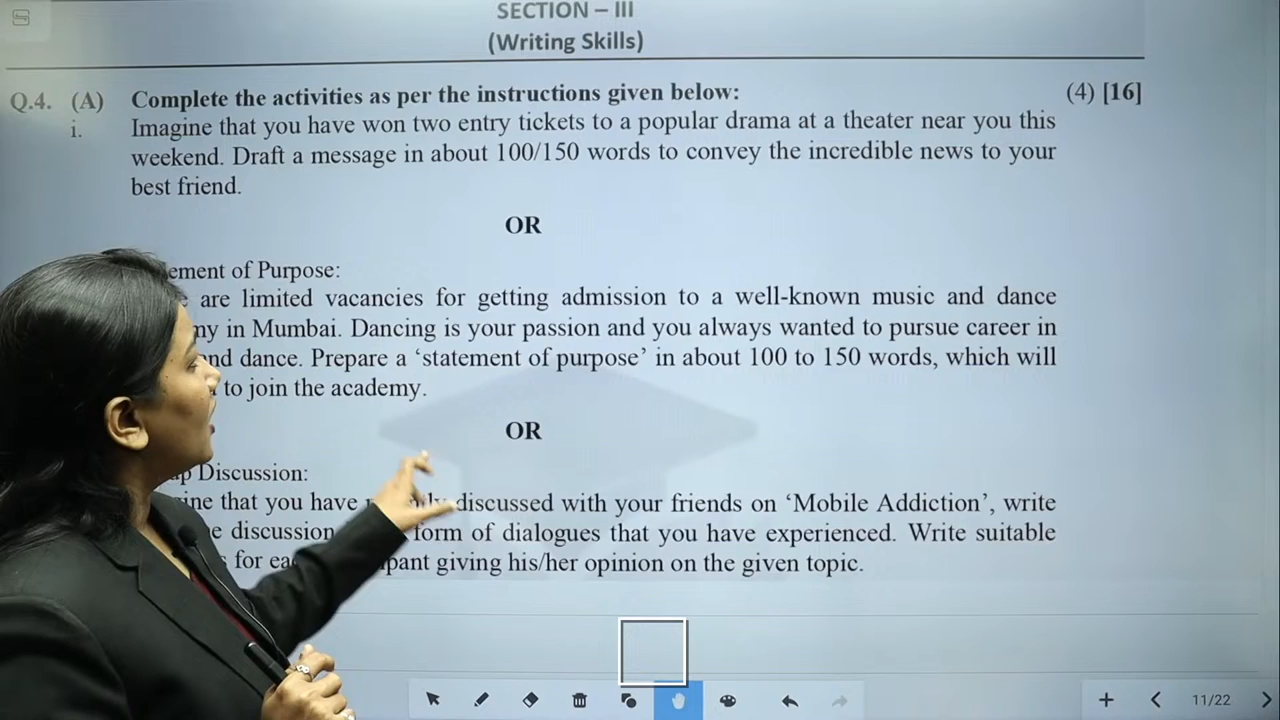 SECTION – III
(Writing Skills)
Q.4. (A) Complete the activities as per the instructions given below: (4) [16]
i. Imagine that you have won two entry tickets to a popular drama at a theater near you this
weekend. Draft a message in about 100/150 words to convey the incredible news to your
best friend.
OR
ement of Purpose:
are limited vacancies for getting admission to a well-known music and dance
my in Mumbai. Dancing is your passion and you always wanted to pursue career in
nd dance. Prepare a ‘statement of purpose’ in about 100 to 150 words, which will
to join the academy.
OR
p Discussion:
ine that you have discussed with your friends on ‘Mobile Addiction’, write
e discussion form of dialogues that you have experienced. Write suitable
for ea pant giving his/her opinion on the given topic.
11/22